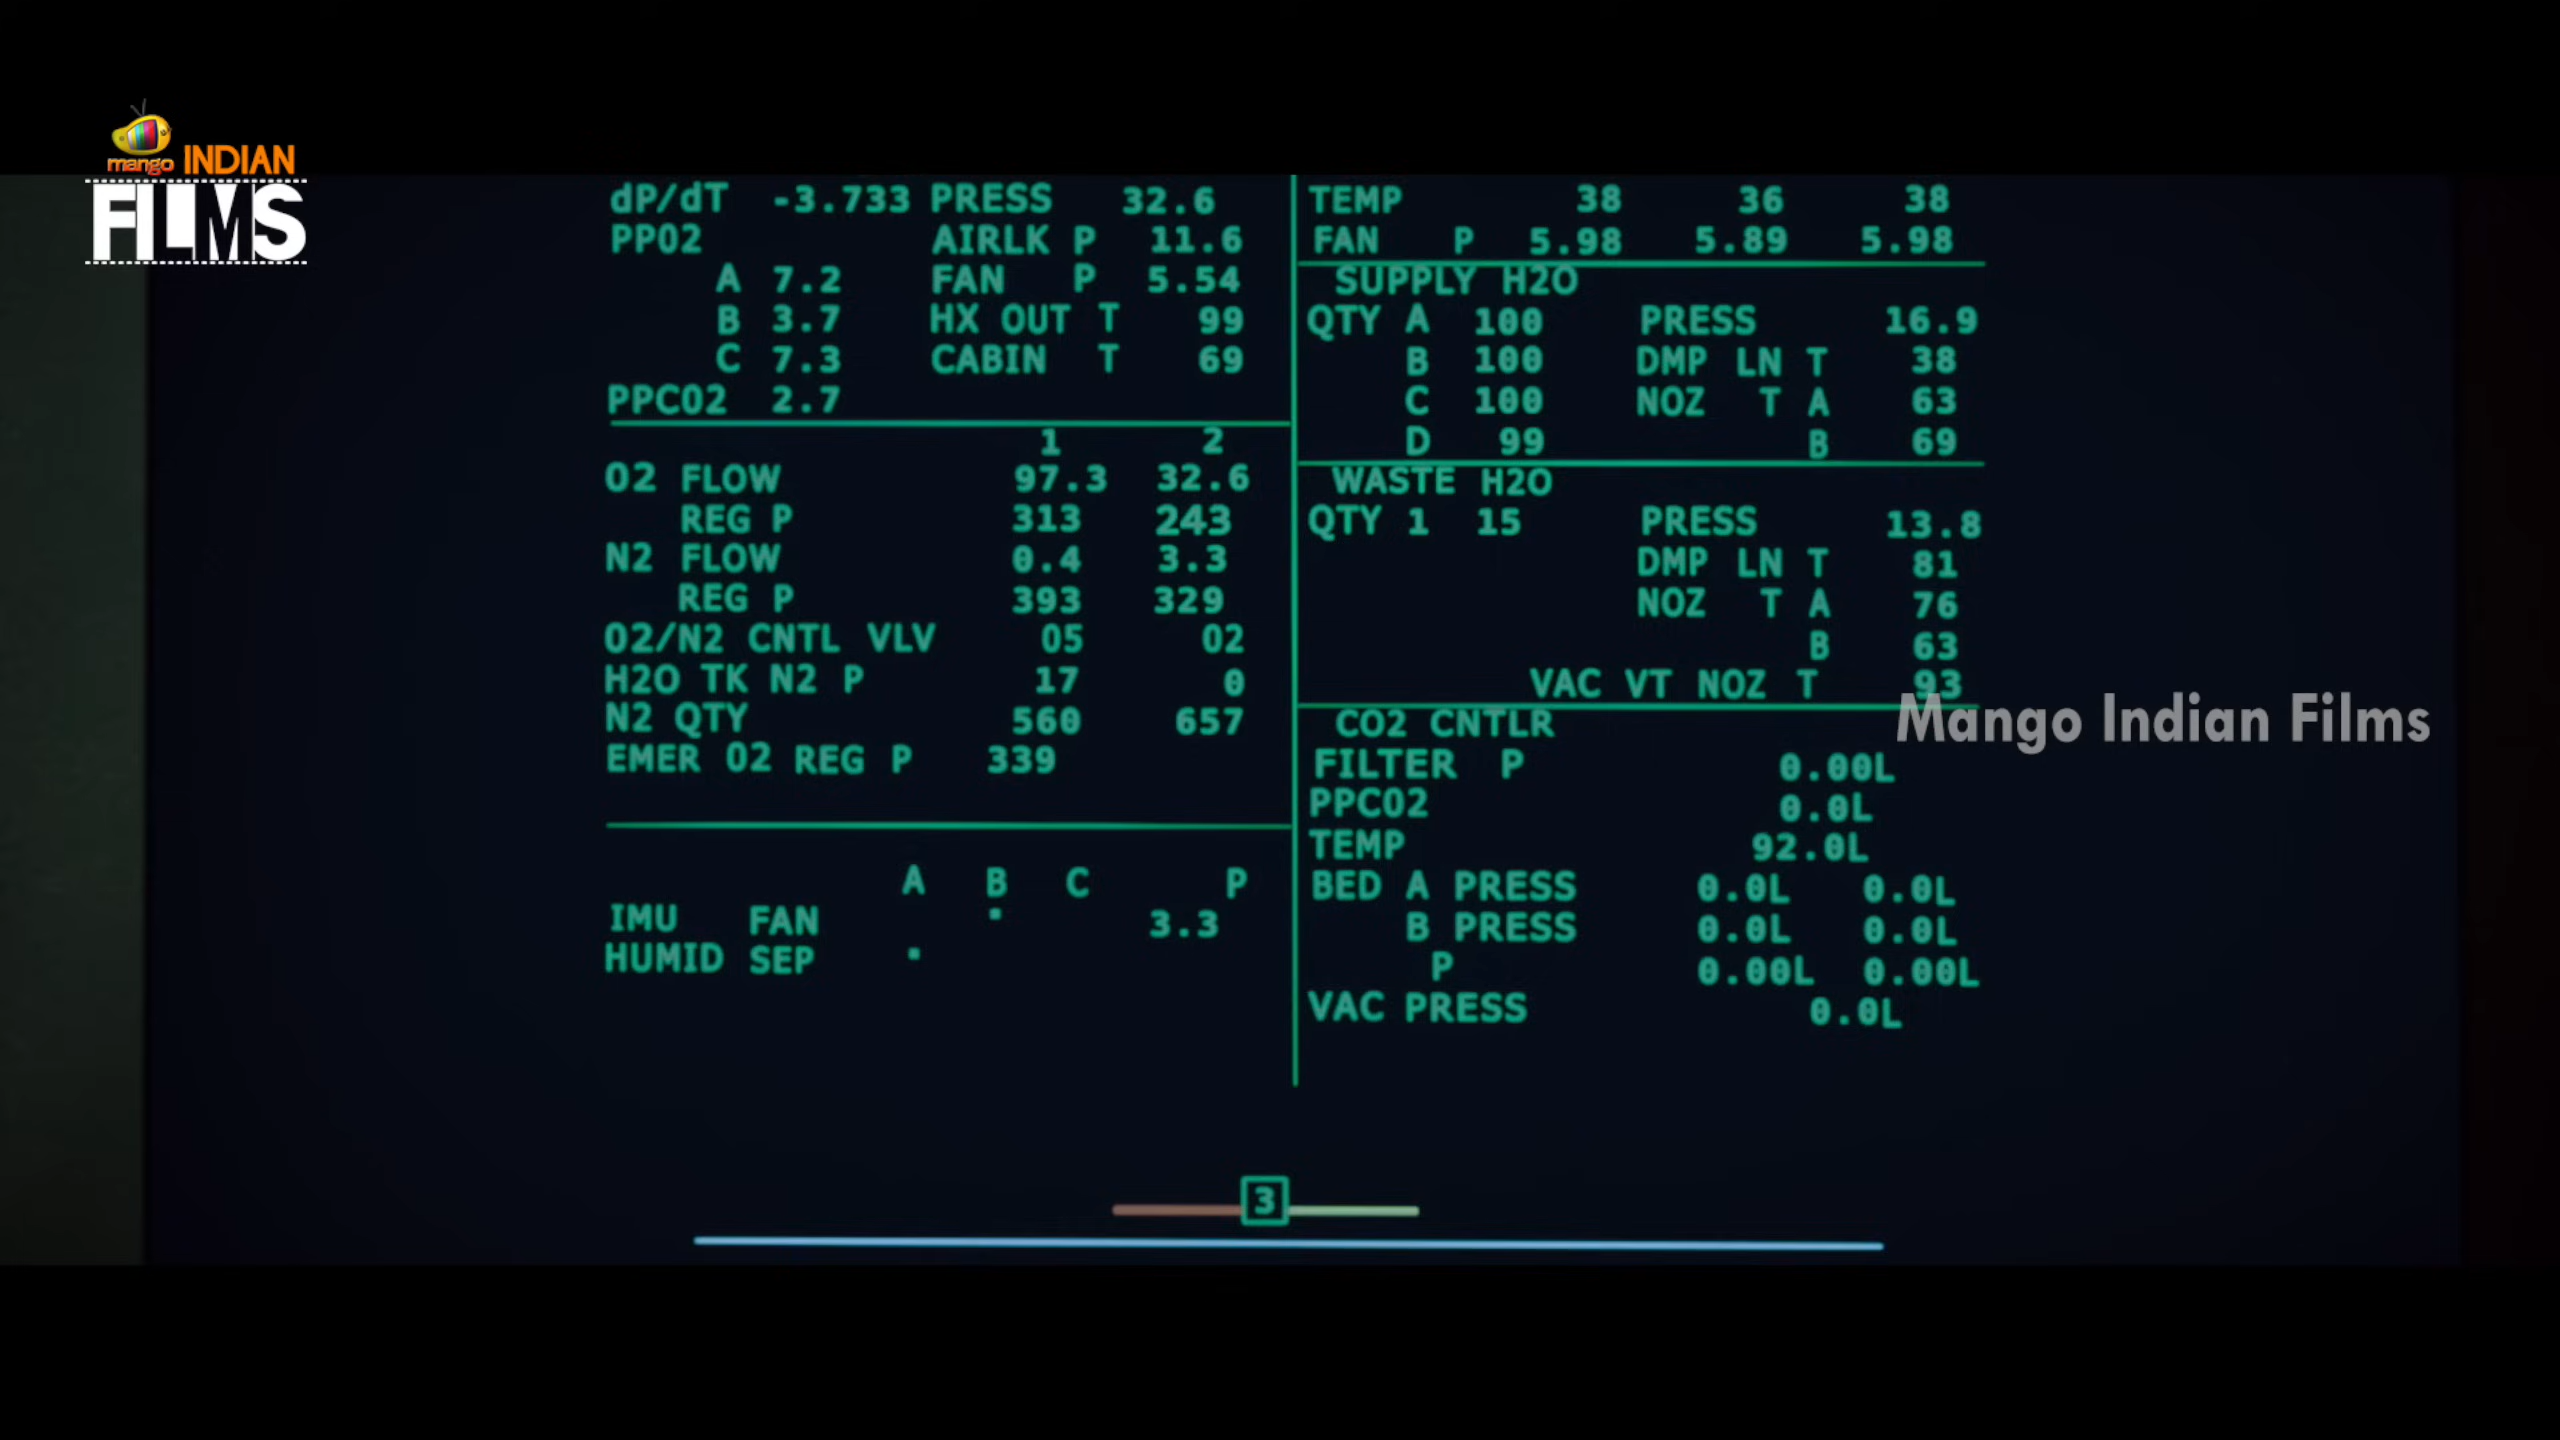 mango INDIAN
FILMS
dP/dT -3.733 PRESS 32.6
PP02 AIRLK P 11.6
A 7.2 FAN P 5.54
B 3.7 HX OUT T 99
C 7.3 CABIN T 69
PPC02 2.7
1 2
02 FLOW 97.3 32.6
REG P 313 243
N2 FLOW 0.4 3.3
REG P 393 329
02/N2 CNTL VLV 05 02
H2O TK N2 P 17 0
N2 QTY 560 657
EMER 02 REG P 339
A B C P
IMU FAN 3.3
HUMID SEP
TEMP 38 36 38
FAN P 5.98 5.89 5.98
SUPPLY H2O
QTY A 100 PRESS 16.9
B 100 DMP LN T 38
C 100 NOZ T A 63
D 99 B 69
WASTE H2O
QTY 1 15 PRESS 13.8
DMP LN T 81
NOZ T A 76
B 63
VAC VT NOZ T 93
CO2 CNTLR
FILTER P 0.00L
PPC02 0.0L
TEMP 92.0L
BED A PRESS 0.0L 0.0L
B PRESS 0.0L 0.0L
P 0.00L 0.00L
VAC PRESS 0.0L
Mango Indian Films
3